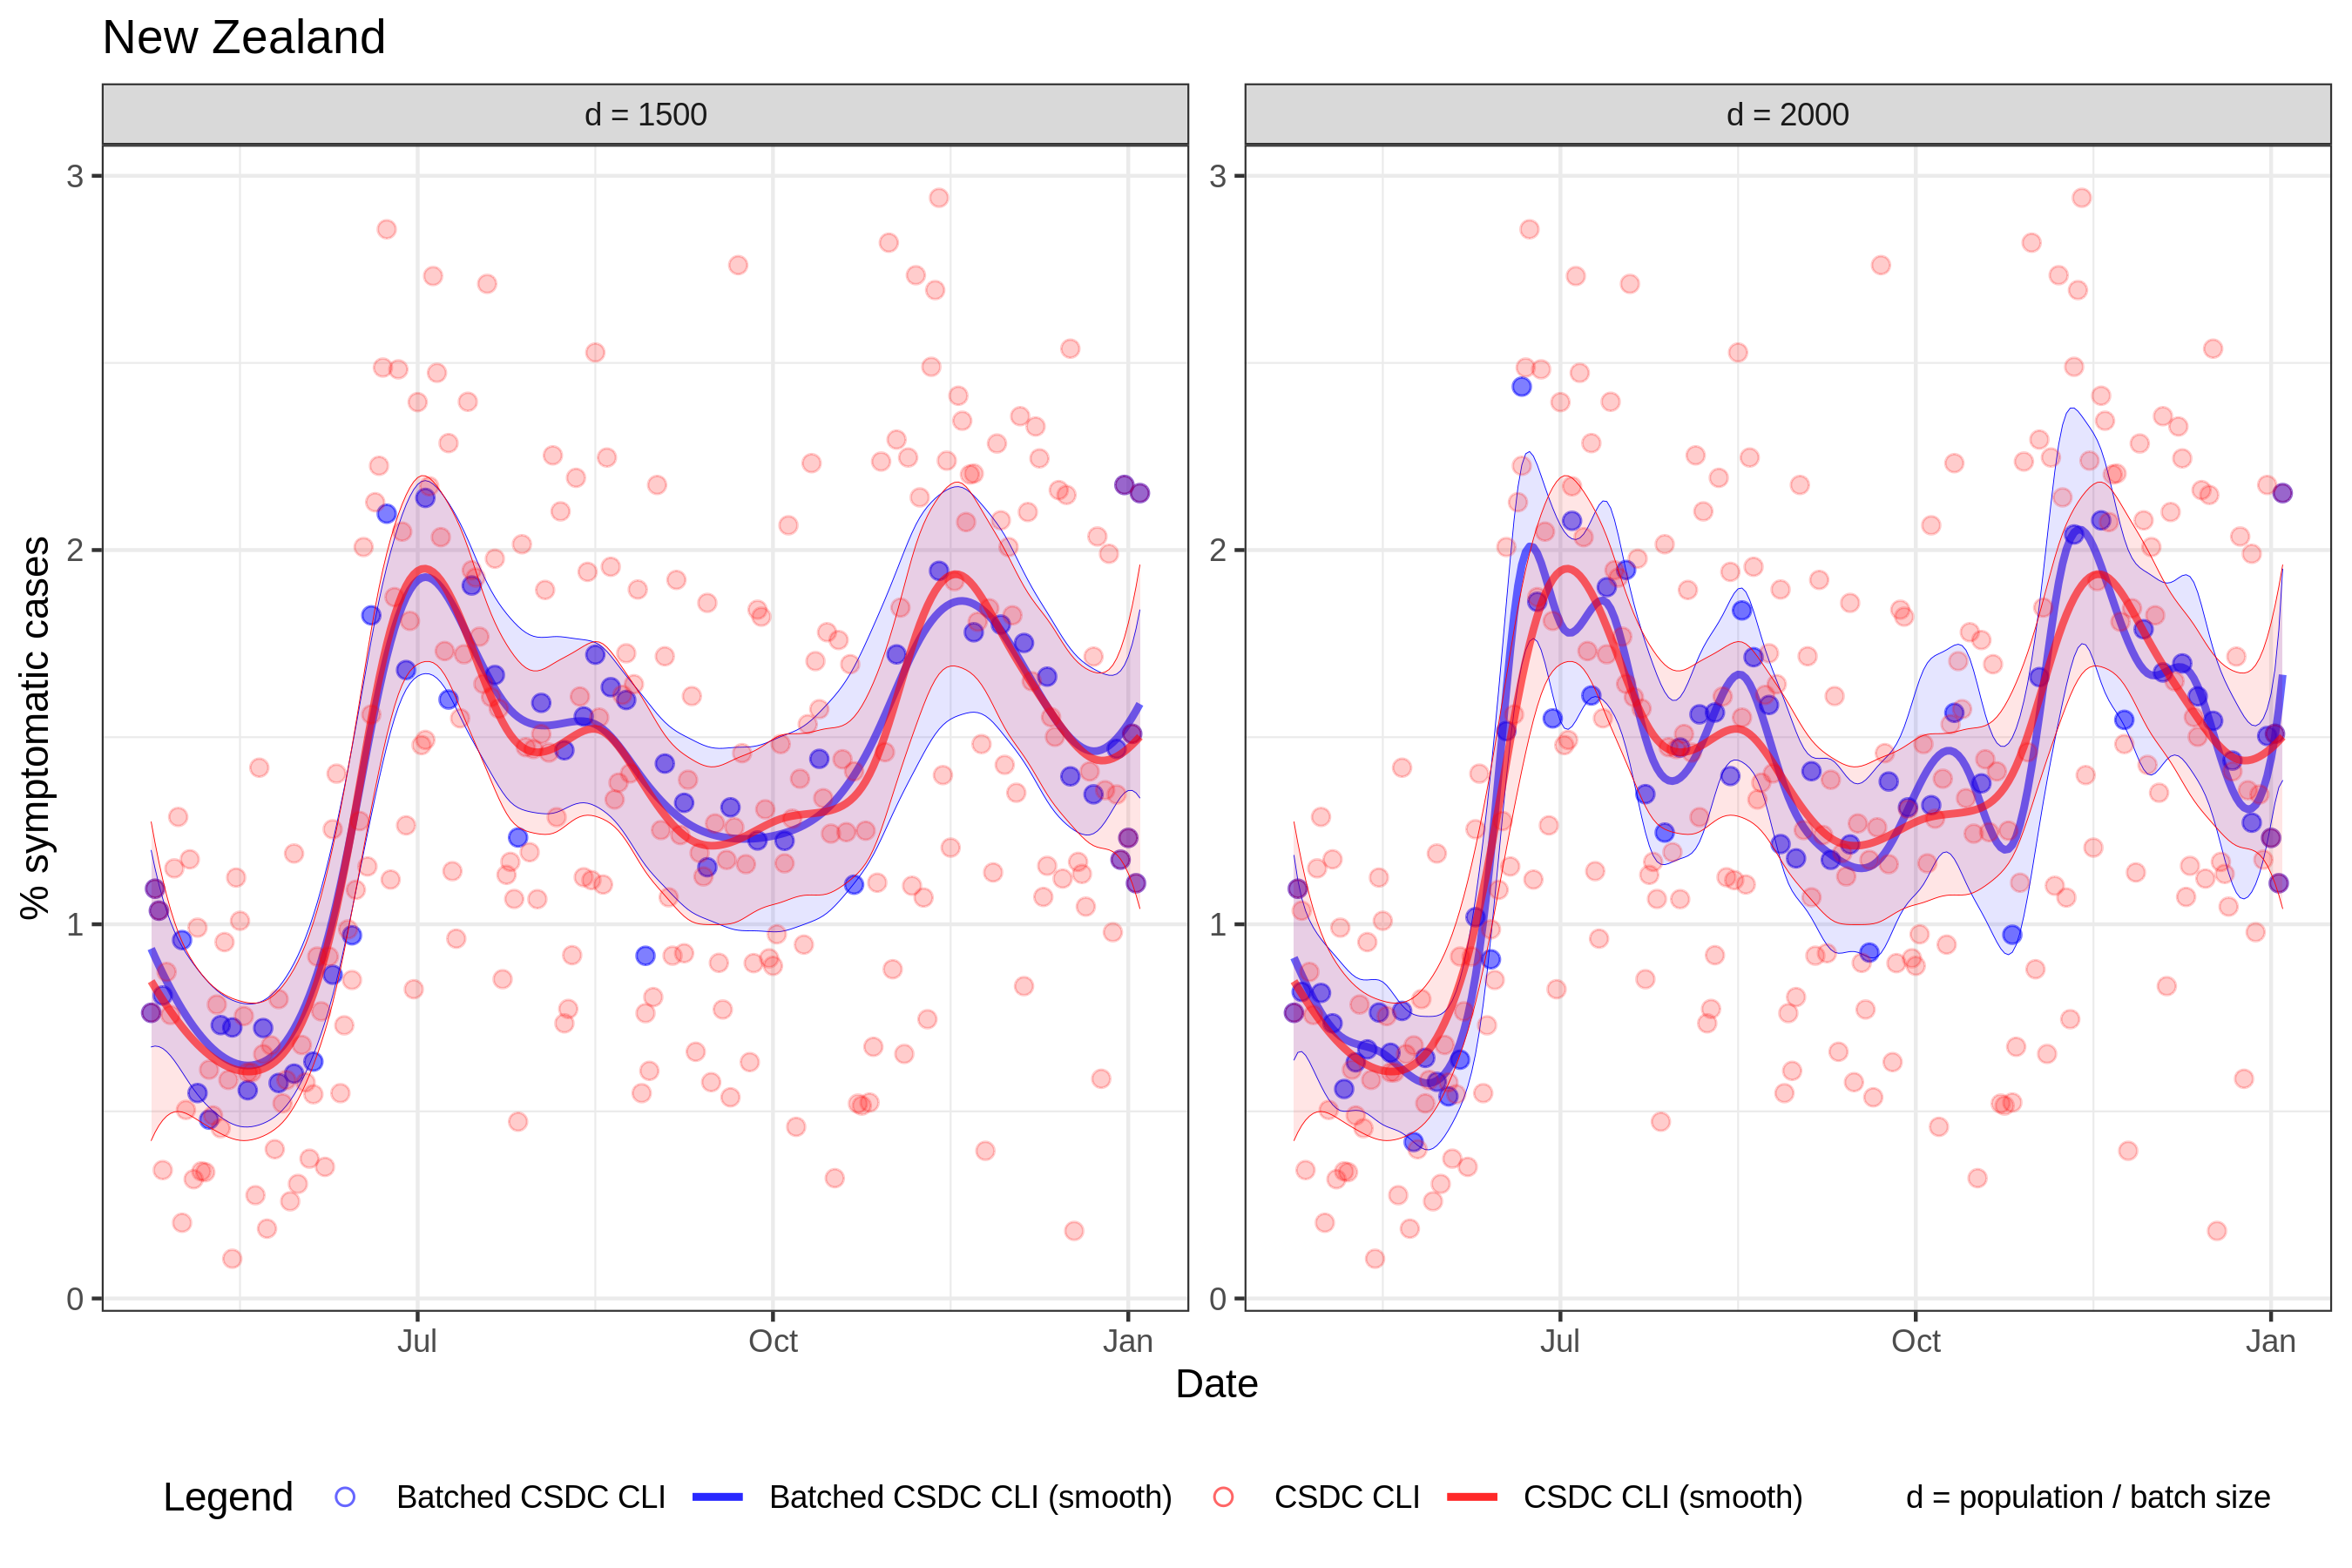 New Zealand
d = 1500
d = 2000
% symptomatic cases
3
2
1
0
3
2
1
0
Jul
Oct
Jan
Jul
Oct
Jan
Date
Legend
Batched CSDC CLI
Batched CSDC CLI (smooth)
CSDC CLI
CSDC CLI (smooth)
d = population / batch size